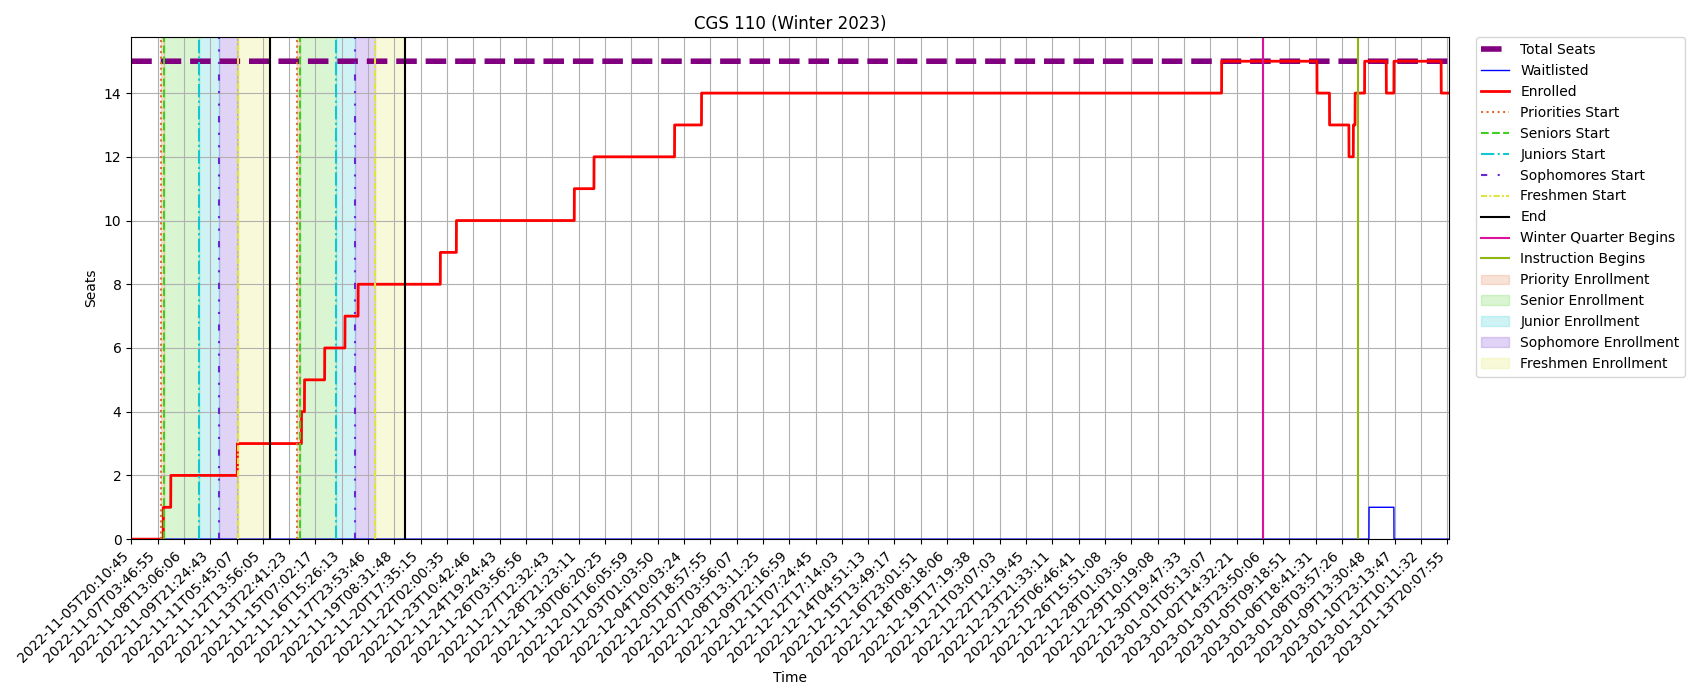 CGS 110 (Winter 2023)
Seats
14
12
10
8
6
4
2
0
2022-11-05T20:10:45
2022-11-07T03:46:55
2022-11-08T13:06:06
2022-11-09T21:24:43
2022-11-11T05:45:07
2022-11-12T13:56:05
2022-11-13T22:41:23
2022-11-15T07:02:17
2022-11-16T15:26:13
2022-11-17T23:53:46
2022-11-19T08:31:48
2022-11-20T17:35:15
2022-11-22T02:00:35
2022-11-23T10:42:46
2022-11-24T19:24:43
2022-11-26T03:56:56
2022-11-27T12:32:43
2022-11-28T21:23:11
2022-11-30T06:20:25
2022-12-01T16:05:59
2022-12-03T01:03:50
2022-12-04T10:03:24
2022-12-05T18:57:55
2022-12-07T03:56:07
2022-12-08T13:11:25
2022-12-09T22:16:59
2022-12-11T07:24:45
2022-12-12T17:14:03
2022-12-14T04:51:13
2022-12-15T13:49:17
2022-12-16T23:01:51
2022-12-18T08:18:06
2022-12-19T17:19:38
2022-12-21T03:07:03
2022-12-22T12:19:45
2022-12-23T21:33:11
2022-12-25T06:46:41
2022-12-26T15:51:08
2022-12-28T01:03:36
2022-12-29T10:19:08
2022-12-30T19:47:33
2023-01-01T05:13:07
2023-01-02T14:32:21
2023-01-03T23:50:06
2023-01-05T09:18:51
2023-01-06T18:41:31
2023-01-08T03:57:26
2023-01-09T13:30:48
2023-01-10T23:13:47
2023-01-12T10:11:32
2023-01-13T20:07:55
Time
Total Seats
Waitlisted
Enrolled
Priorities Start
Seniors Start
Juniors Start
Sophomores Start
Freshmen Start
End
Winter Quarter Begins
Instruction Begins
Priority Enrollment
Senior Enrollment
Junior Enrollment
Sophomore Enrollment
Freshmen Enrollment